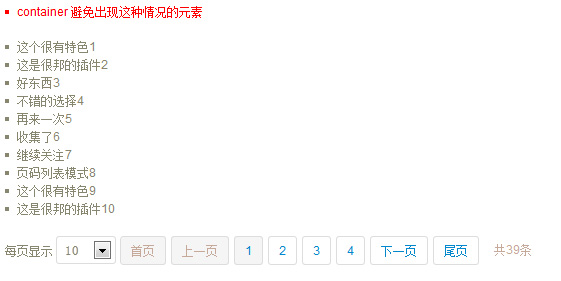 container 避免出现这种情况的元素
这个很有特色1
这是很邦的插件2
好东西3
不错的选择4
再来一次5
收集了6
继续关注7
页码列表模式8
这个很有特色9
这是很邦的插件10
每页显示 10 首页 上一页 1 2 3 4 下一页 尾页 共39条